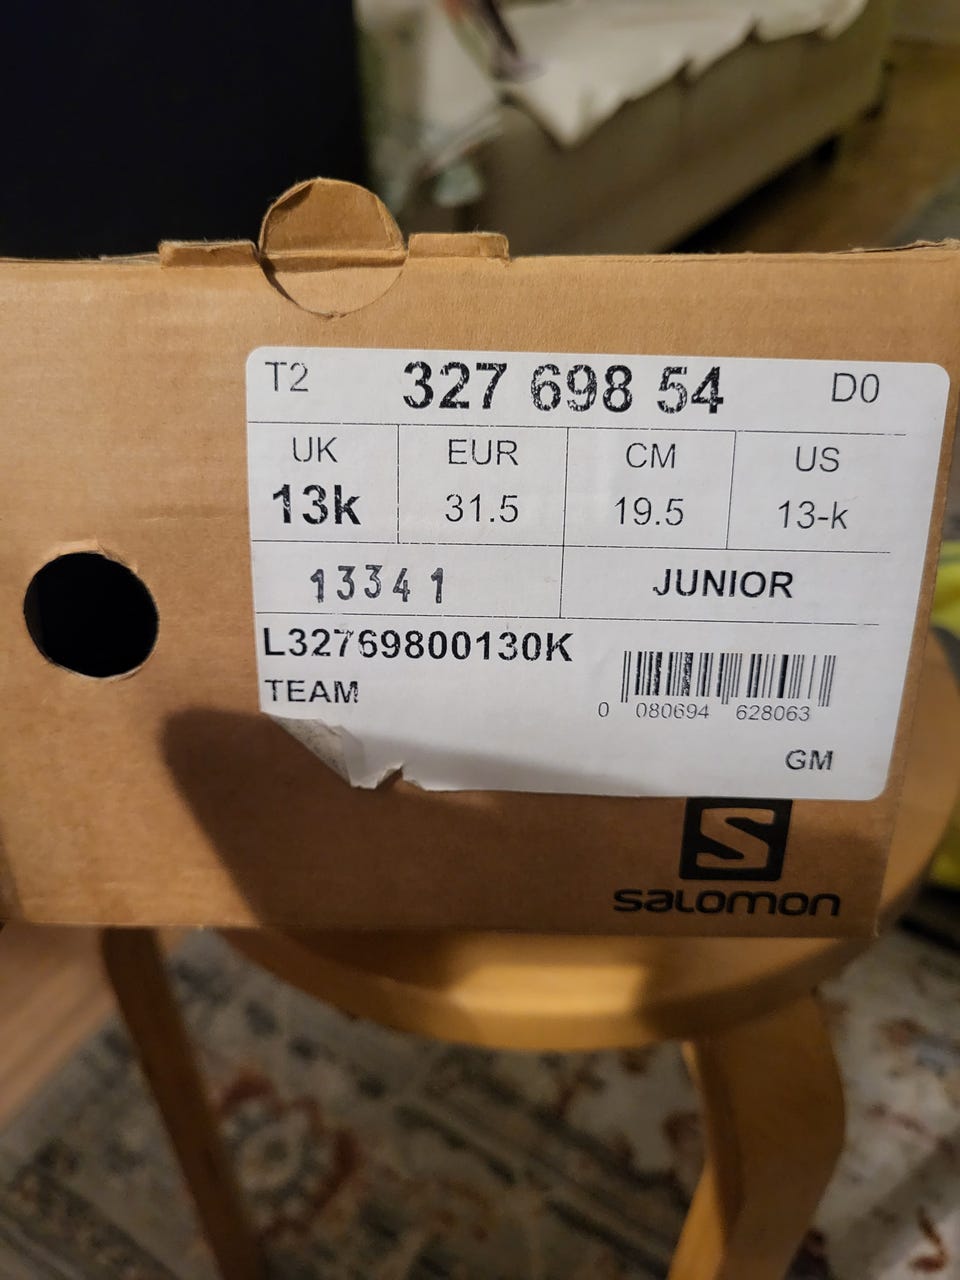 T2 327 698 54 D0
UK EUR CM US
13k 31.5 19.5 13-k
13341 JUNIOR
L32769800130K
TEAM
0 080694 628063
GM
S
salomon